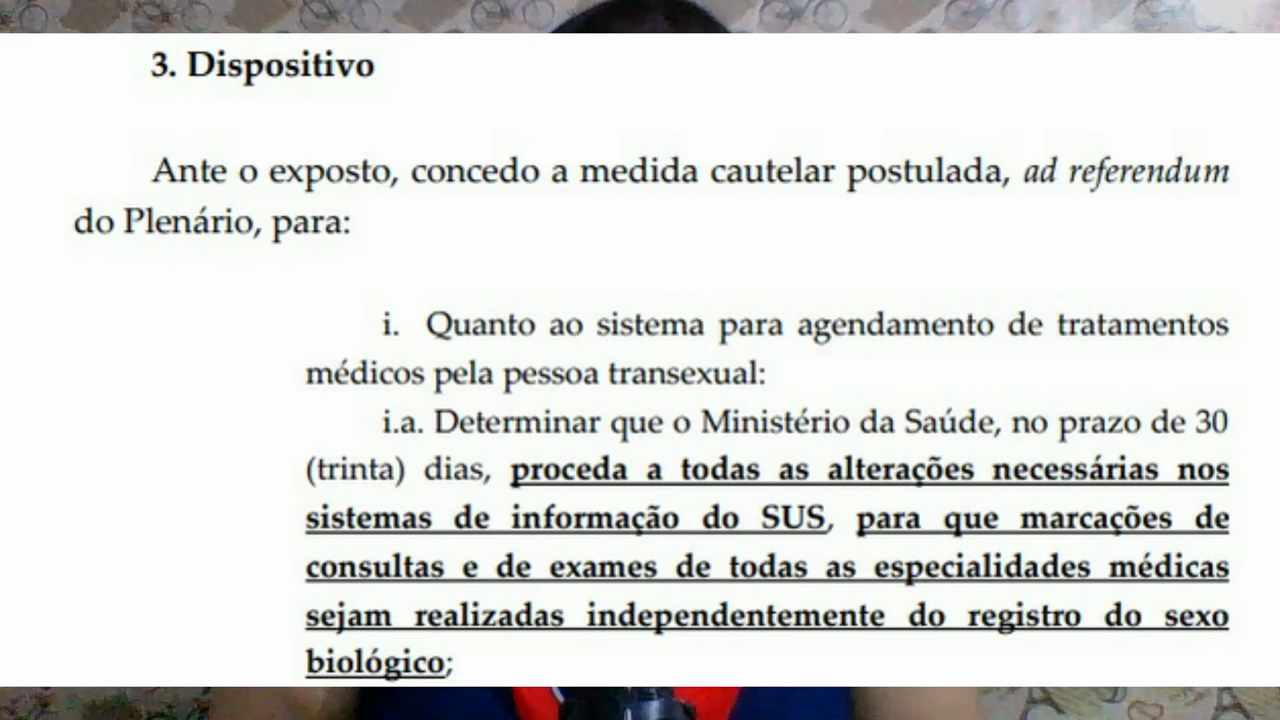 3. Dispositivo
Ante o exposto, concedo a medida cautelar postulada, ad referendum
do Plenário, para:
i. Quanto ao sistema para agendamento de tratamentos
médicos pela pessoa transexual:
i.a. Determinar que o Ministério da Saúde, no prazo de 30
(trinta) dias, proceda a todas as alterações necessárias nos
sistemas de informação do SUS, para que marcações de
consultas e de exames de todas as especialidades médicas
sejam realizadas independentemente do registro do sexo
biológico;